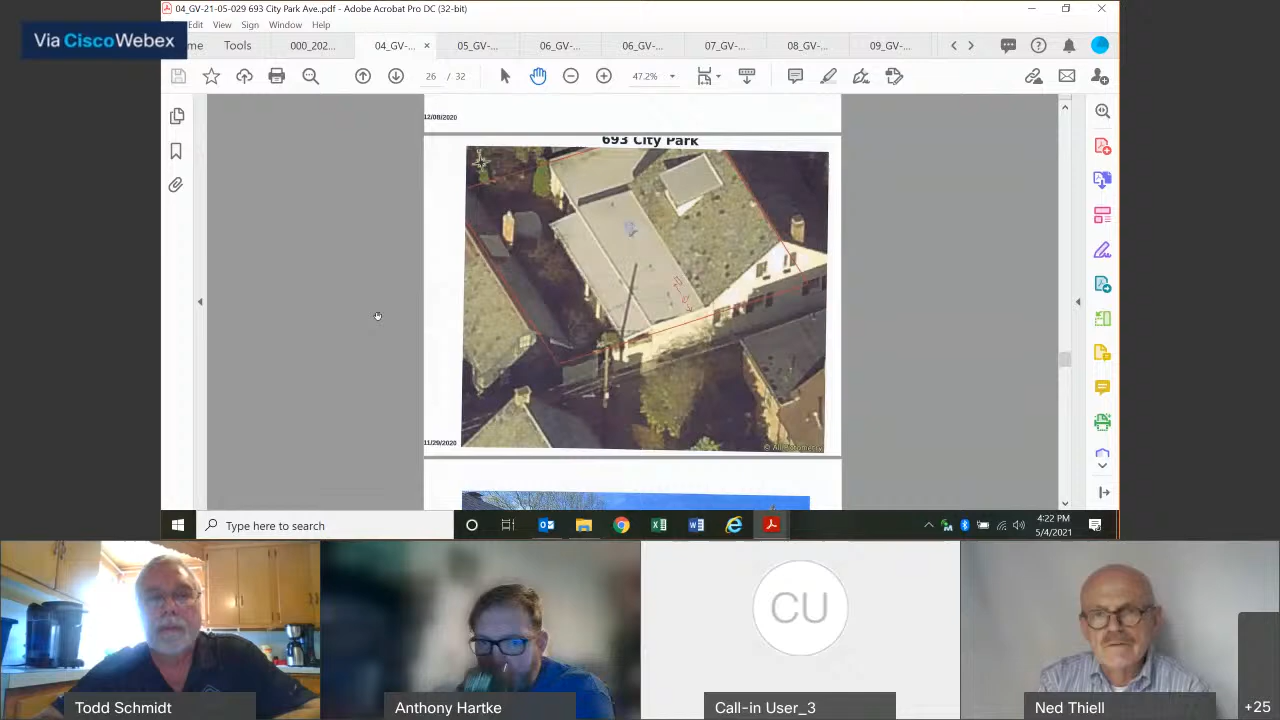 04_GV-21-05-029 693 City Park Ave..pdf - Adobe Acrobat Pro DC (32-bit)
Edit View Sign Window Help
Via Cisco Webex
me Tools 04_GV-... × 05_GV-... 06_GV-... 06_GV-... 07_GV-... 08_GV-... 09_GV-...
26 / 32 47.2%
12/08/2020
693 City Park
11/29/2020
Type here to search
4:22 PM
5/4/2021
CU
Todd Schmidt
Anthony Hartke
Call-in User_3
Ned Thiell
+25